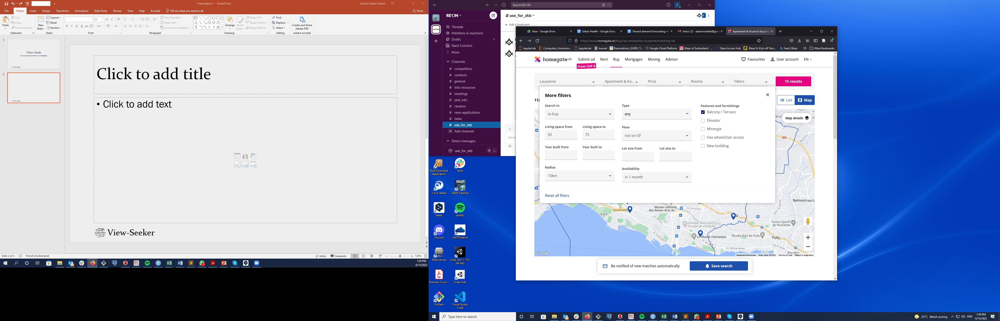 Presentation1 - PowerPoint
Swietek Adam Robert
File Home Insert Design Transitions Animations Slide Show Review View Help Acrobat Tell me what you want to do Share
Paste
Cut
Copy
Format Painter
Clipboard
New Slide
Layout
Reset
Section
Slides
44
Font
Text Direction
Align Text
Convert to SmartArt
Paragraph
Arrange
Quick Styles
Shape Fill
Shape Outline
Shape Effects
Drawing
Find
Replace
Select
Editing
Create and Share Adobe PDF
Adobe Acrobat
1
View-Seek
2
Click to add title
• Click to add text
View-Seeker
Slide 2 of 2 French (Switzerland) Notes Comments 123%
1:39 PM
6/15/2022
Search REON
A
REON
Threads
Mentions & reactions
Drafts 2
Slack Connect
More
Channels
# competitors
# contacts
# general
# info-resources
# meetings
# phd_info
# random
# reon-applications
# tasks
# use_for_zkb
+ Add channels
Direct messages
use_for_zkb
# use_for_zkb
A 2
+ Add a bookmark
B
Send
View - Google Drive
Urban Health - Google Docs
Toward demand forecasting of
Inbox (2) - adamrswietek@gma
Apartment & house to buy in L
https://www.homegate.ch/buy/real-estate/city-lausanne/matching-list
JupyterLab
Computers, Environm...
JupyterLab
Journal
Reservations_LEURE | T...
Google Cloud Platform
Maps of Switzerland - ...
Open Access Hub
Blaze III: Kick-off Tem...
Feed | Blaze
Other Bookmarks
homegate.ch
Submit ad Rent Buy Mortgages Moving Advisor
From CHF 0
Favourites User account EN
Lausanne Apartment & ho... Price Rooms Filters 15 results
112
List Map
More filters
Search in
to buy
Type
any
Features and furnishings
Balcony / Terrace
Elevator
Minergie
Has wheelchair access
New building
Living space from
50
Living space to
75
Floor
not on GF
Year built from
Year built to
Lot size from
Lot size to
Radius
10km
Availability
in 1 month
Reset all filters
Map details
Belmont-sur-L
VIDY
Musée cantonal des Beaux-Arts de...
Av. de la Gare
Clinique Bois-Cerf
Groupe de cliniques...
Centre Sportif de Rochettaz
Le Musée Olympique
Musée d'art de Pully
Pully
Paudex
Google
Keyboard shortcuts Map data ©2022 Terms of Use Report a map error
Be notified of new matches automatically
Save search
Bulk Download Application
Slack
Cisco Jabber
SNAP
SNAP Desktop
DeepL
Spotify
Discord
SWITCHdrive
ENACdrives
Unity 2021.1.11f1 (64-bit)
PDF
Francais-Circul...
Unity Hub
Git Bash
Visual Studio Code
Type here to search
25°C Meist sonnig
ENG
1:39 PM
6/15/2022